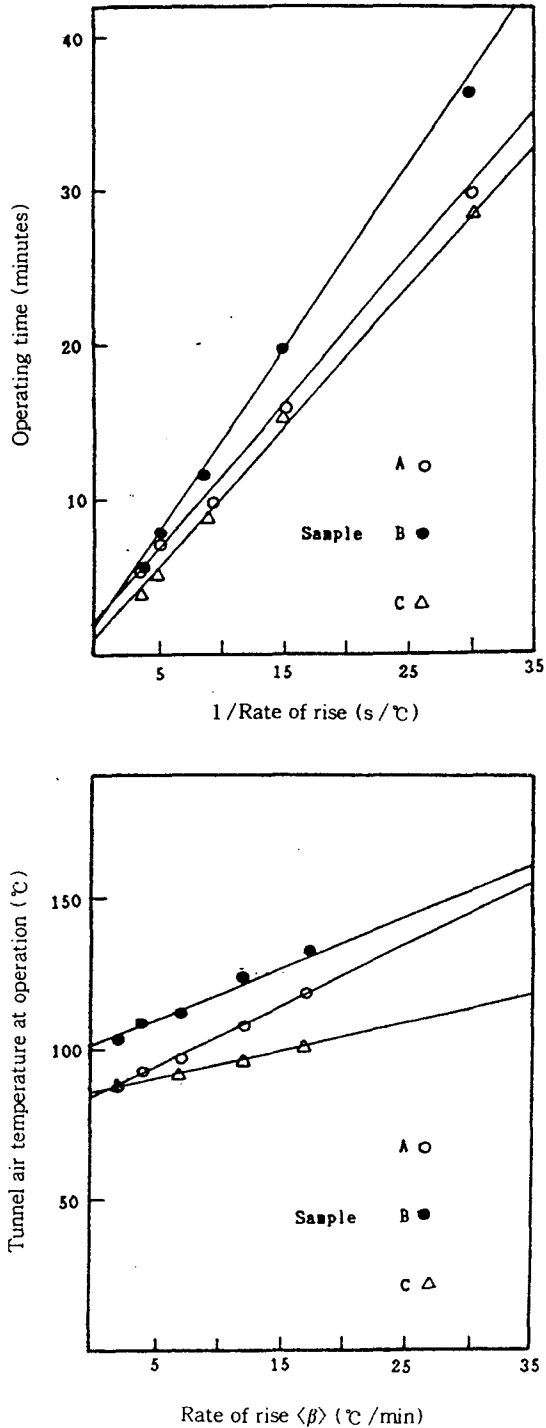 40
30
20
10
Operating time (minutes)
A ○
Sample B ●
C △
5 15 25 35
1/Rate of rise (s/℃)
150
100
50
Tunnel air temperature at operation (℃)
A ○
Sample B ●
C △
5 15 25 35
Rate of rise ⟨β⟩ (℃/min)